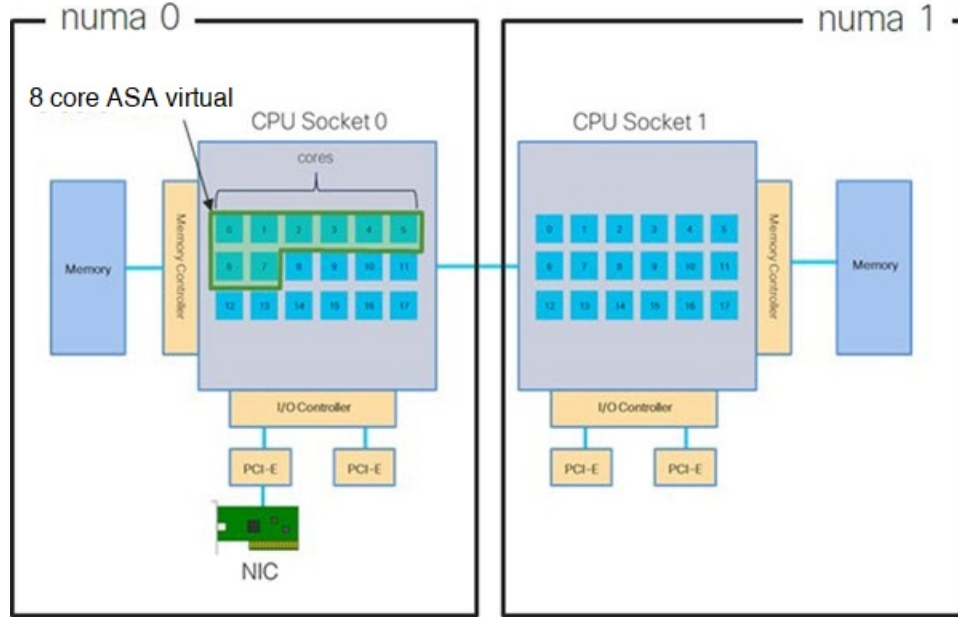 numa 0
numa 1
8 core ASA virtual
CPU Socket 0
CPU Socket 1
cores
0 1 2 3 4 5
6 7 8 9 10 11
12 13 14 15 16 17
0 1 2 3 4 5
6 7 8 9 10 11
12 13 14 15 16 17
Memory
Memory Controller
Memory Controller
Memory
I/O Controller
I/O Controller
PCI-E
PCI-E
PCI-E
PCI-E
NIC